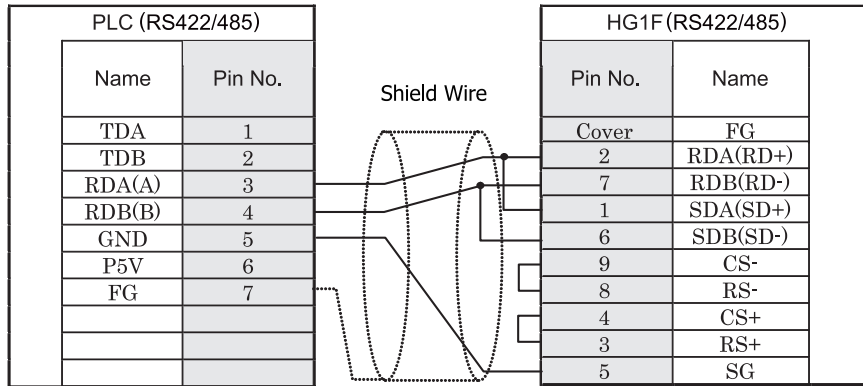 PLC (RS422/485)
Name Pin No.
TDA 1
TDB 2
RDA(A) 3
RDB(B) 4
GND 5
P5V 6
FG 7
Shield Wire
HG1F(RS422/485)
Pin No. Name
Cover FG
2 RDA(RD+)
7 RDB(RD-)
1 SDA(SD+)
6 SDB(SD-)
9 CS-
8 RS-
4 CS+
3 RS+
5 SG